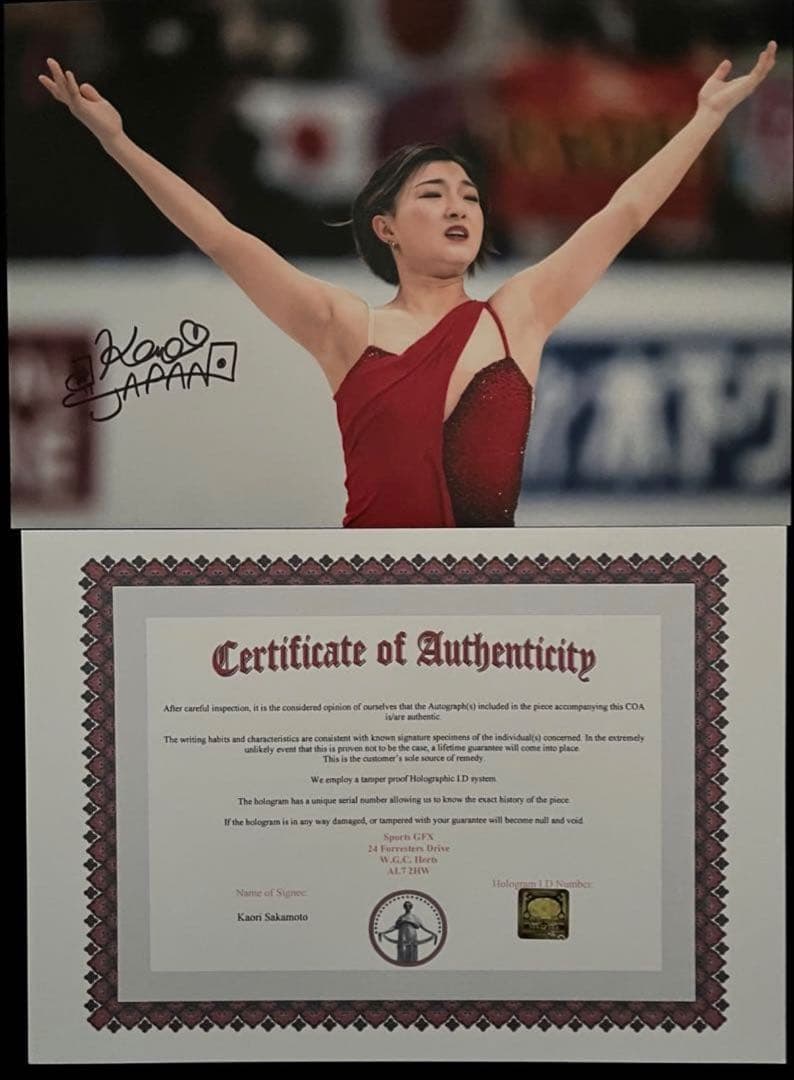 Kaori
JAPAN
木下グ
Certificate of Authenticity
After careful inspection, it is the considered opinion of ourselves that the Autograph(s) included in the piece accompanying this COA
is/are authentic.
The writing habits and characteristics are consistent with known signature specimens of the individual(s) concerned. In the extremely
unlikely event that this is proven not to be the case, a lifetime guarantee will come into place.
This is the customer's sole source of remedy.
We employ a tamper proof Holographic I.D system.
The hologram has a unique serial number allowing us to know the exact history of the piece.
If the hologram is in any way damaged, or tampered with your guarantee will become null and void.
Sports GFX
24 Forresters Drive
W.G.C. Herts
AL7 2HW
Name of Signee:
Hologram I.D Number:
Kaori Sakamoto